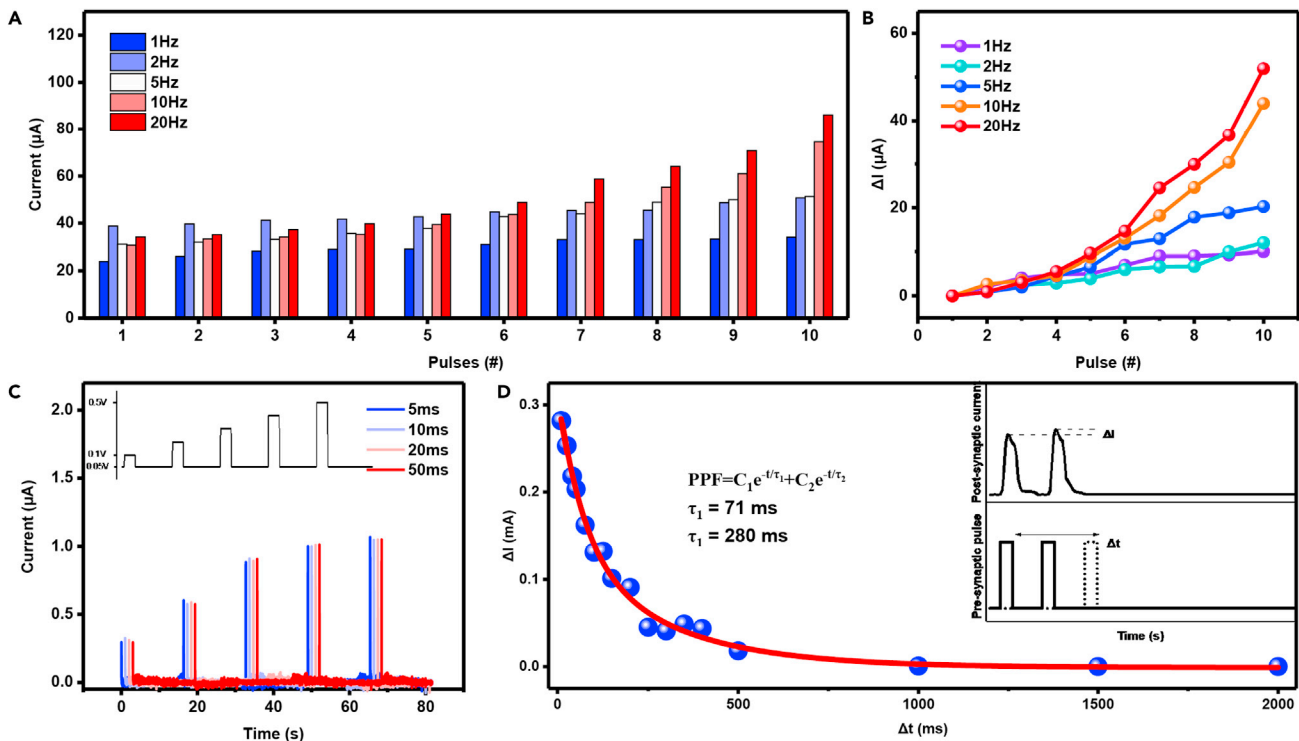 A
120
100
80
60
40
20
0
Current (μA)
1Hz
2Hz
5Hz
10Hz
20Hz
1 2 3 4 5 6 7 8 9 10
Pulses (#)
B
60
40
20
0
ΔI (μA)
1Hz
2Hz
5Hz
10Hz
20Hz
0 2 4 6 8 10
Pulse (#)
C
2.0
1.5
1.0
0.5
0.0
Current (μA)
0.5V
0.1V
0.05V
5ms
10ms
20ms
50ms
0 20 40 60 80
Time (s)
D
0.3
0.2
0.1
0.0
ΔI (mA)
PPF=C₁e^-t/τ₁+C₂e^-t/τ₂
τ₁ = 71 ms
τ₁ = 280 ms
Post-synaptic current
ΔI
Pre-synaptic pulse
Δt
Time (s)
0 500 1000 1500 2000
Δt (ms)